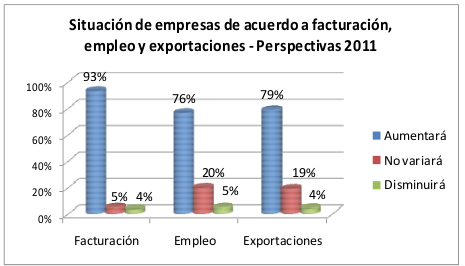 Situación de empresas de acuerdo a facturación,
empleo y exportaciones - Perspectivas 2011
100%
80%
60%
40%
20%
0%
93%
5%
4%
76%
20%
5%
79%
19%
4%
Facturación
Empleo
Exportaciones
Aumentará
No variará
Disminuirá